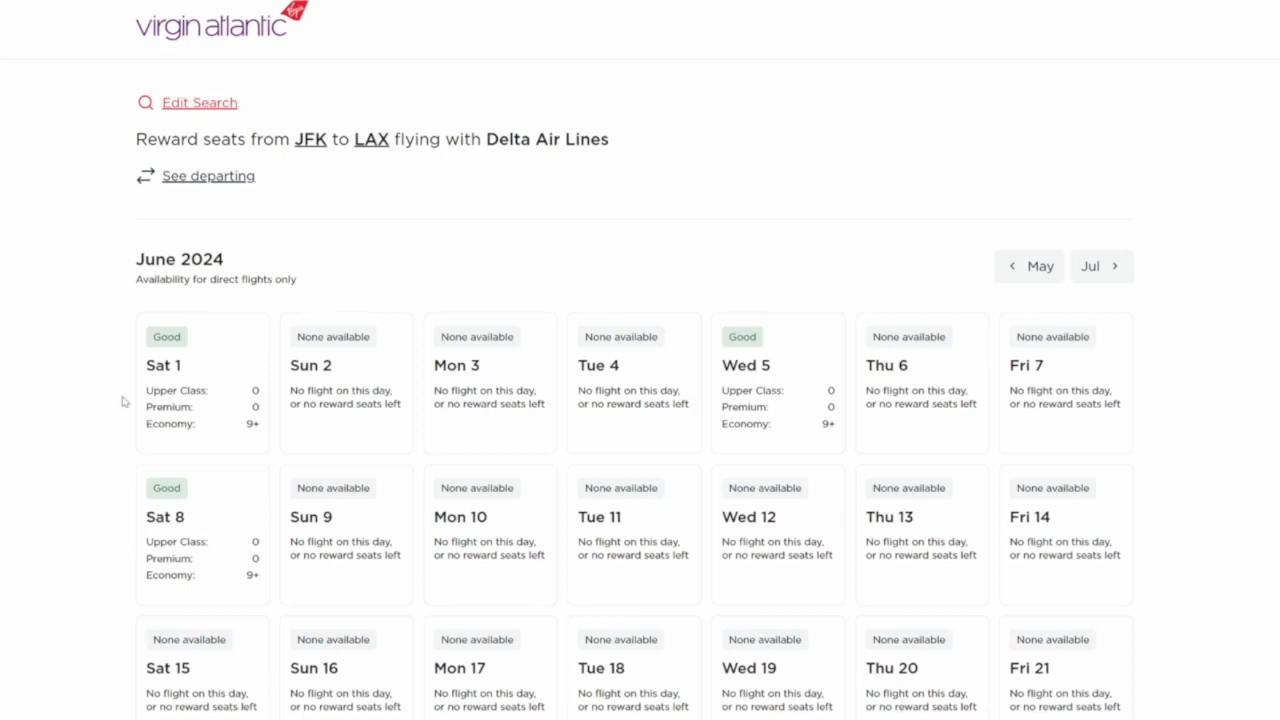 virgin atlantic
Virgin
Edit Search
Reward seats from JFK to LAX flying with Delta Air Lines
See departing
June 2024
Availability for direct flights only
May
Jul
Good
Sat 1
Upper Class: 0
Premium: 0
Economy: 9+
None available
Sun 2
No flight on this day,
or no reward seats left
None available
Mon 3
No flight on this day,
or no reward seats left
None available
Tue 4
No flight on this day,
or no reward seats left
Good
Wed 5
Upper Class: 0
Premium: 0
Economy: 9+
None available
Thu 6
No flight on this day,
or no reward seats left
None available
Fri 7
No flight on this day,
or no reward seats left
Good
Sat 8
Upper Class: 0
Premium: 0
Economy: 9+
None available
Sun 9
No flight on this day,
or no reward seats left
None available
Mon 10
No flight on this day,
or no reward seats left
None available
Tue 11
No flight on this day,
or no reward seats left
None available
Wed 12
No flight on this day,
or no reward seats left
None available
Thu 13
No flight on this day,
or no reward seats left
None available
Fri 14
No flight on this day,
or no reward seats left
None available
Sat 15
No flight on this day,
or no reward seats left
None available
Sun 16
No flight on this day,
or no reward seats left
None available
Mon 17
No flight on this day,
or no reward seats left
None available
Tue 18
No flight on this day,
or no reward seats left
None available
Wed 19
No flight on this day,
or no reward seats left
None available
Thu 20
No flight on this day,
or no reward seats left
None available
Fri 21
No flight on this day,
or no reward seats left